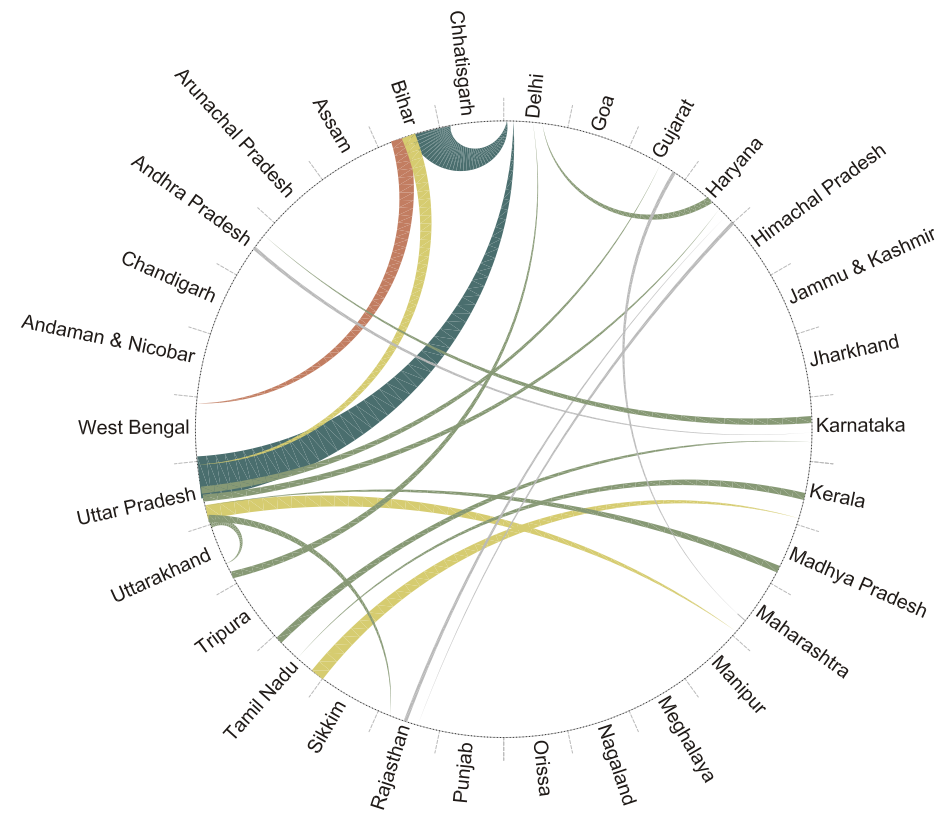 Chhatisgarh
Delhi
Goa
Gujarat
Haryana
Himachal Pradesh
Jammu & Kashmir
Jharkhand
Karnataka
Kerala
Madhya Pradesh
Maharashtra
Manipur
Meghalaya
Nagaland
Orissa
Punjab
Rajasthan
Sikkim
Tamil Nadu
Tripura
Uttarakhand
Uttar Pradesh
West Bengal
Andaman & Nicobar
Chandigarh
Andhra Pradesh
Arunachal Pradesh
Assam
Bihar